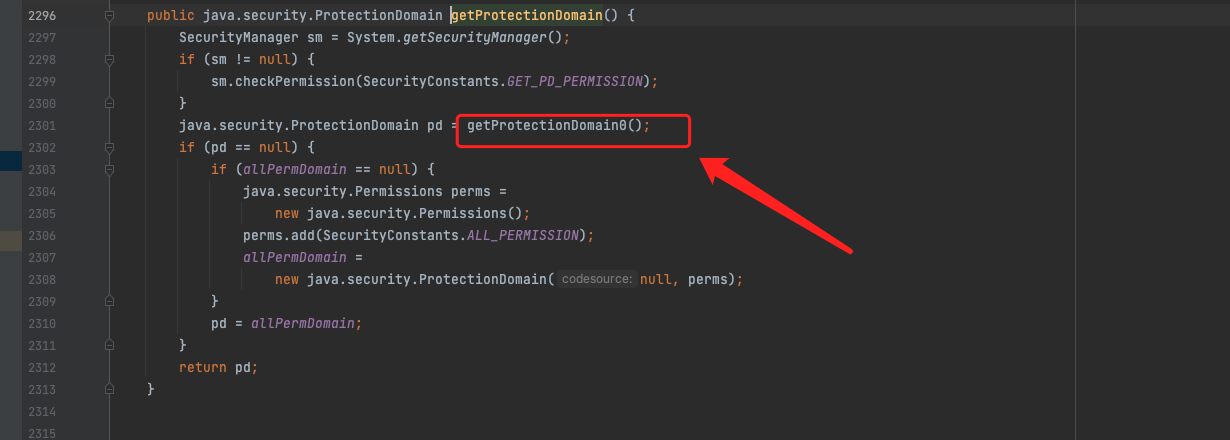 2296 public java.security.ProtectionDomain getProtectionDomain() {
2297 SecurityManager sm = System.getSecurityManager();
2298 if (sm != null) {
2299 sm.checkPermission(SecurityConstants.GET_PD_PERMISSION);
2300 }
2301 java.security.ProtectionDomain pd = getProtectionDomain0();
2302 if (pd == null) {
2303 if (allPermDomain == null) {
2304 java.security.Permissions perms =
2305 new java.security.Permissions();
2306 perms.add(SecurityConstants.ALL_PERMISSION);
2307 allPermDomain =
2308 new java.security.ProtectionDomain( codesource: null, perms);
2309 }
2310 pd = allPermDomain;
2311 }
2312 return pd;
2313 }
2314
2315